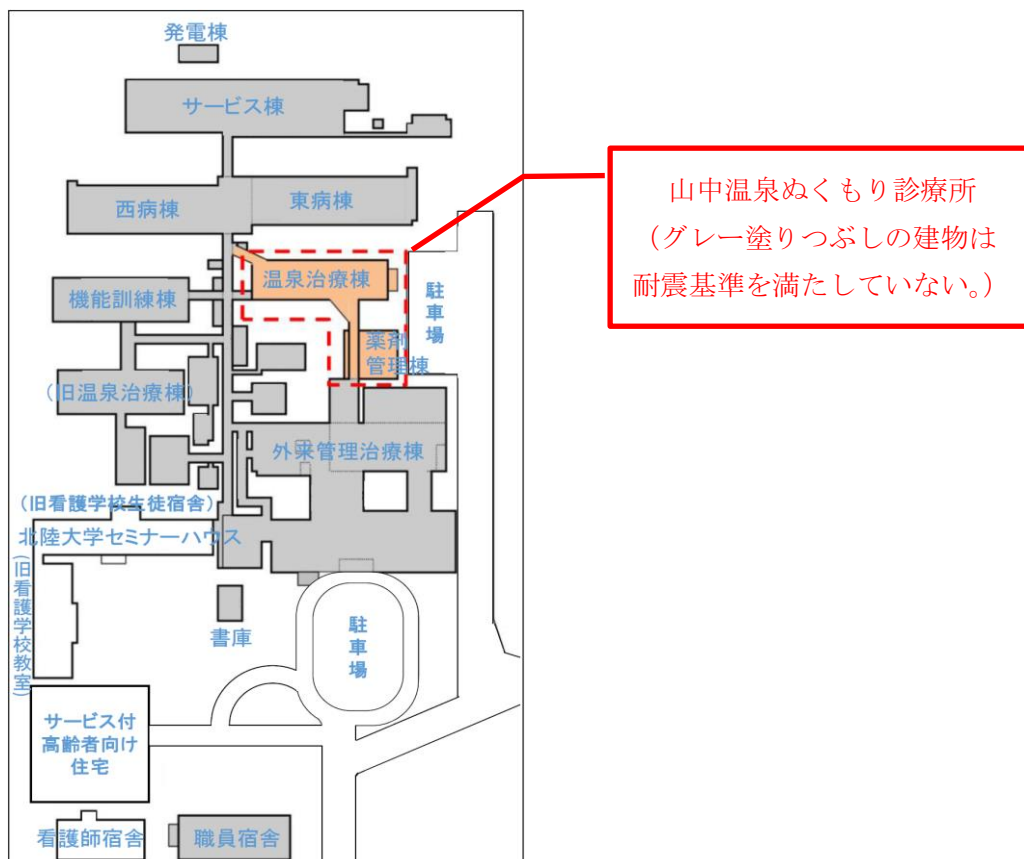 発電棟
サービス棟
西病棟
東病棟
山中温泉ぬくもり診療所
（グレー塗りつぶしの建物は
耐震基準を満たしていない。）
温泉治療棟
機能訓練棟
駐車場
薬剤
管理棟
（旧温泉治療棟）
外来管理治療棟
（旧看護学校生徒宿舎）
北陸大学セミナーハウス
（旧看護学校教室）
書庫
駐車場
サービス付
高齢者向け
住宅
看護師宿舎
職員宿舎